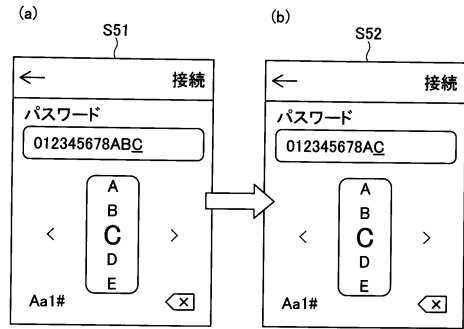 (a)
S51
← 接続
パスワード
012345678ABC
A
B
< C >
D
E
Aa1#
(b)
S52
← 接続
パスワード
012345678AC
A
B
< C >
D
E
Aa1#